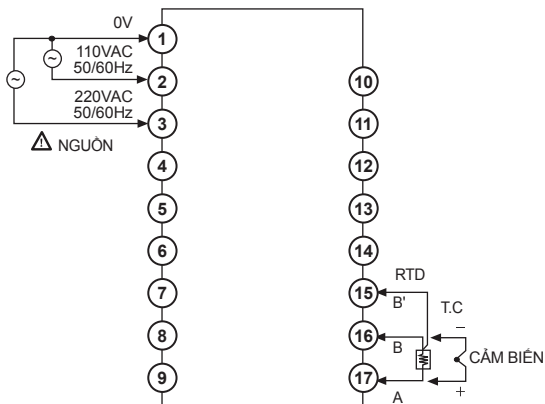 0V
1
110VAC
50/60Hz
2
10
220VAC
50/60Hz
3
11
⚠ NGUỒN
4
12
5
13
6
14
7
15
RTD
B'
T.C
8
16
B
–
CẢM BIẾN
9
17
A
+